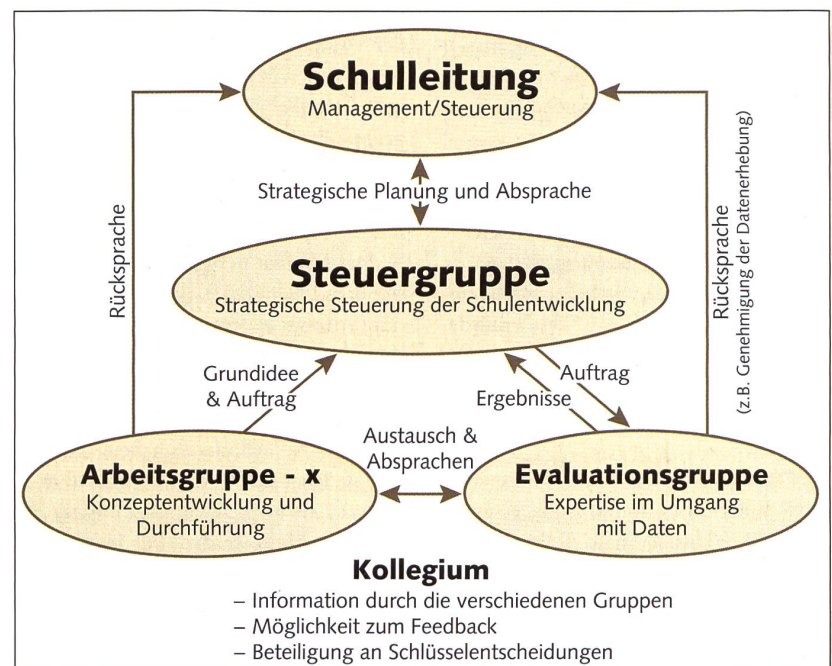 Schulleitung
Management/Steuerung
Strategische Planung und Absprache
Rücksprache
Rücksprache
(z.B. Genehmigung der Datenerhebung)
Steuergruppe
Strategische Steuerung der Schulentwicklung
Grundidee
& Auftrag
Auftrag
Ergebnisse
Austausch &
Absprachen
Arbeitsgruppe - x
Konzeptentwicklung und
Durchführung
Evaluationsgruppe
Expertise im Umgang
mit Daten
Kollegium
– Information durch die verschiedenen Gruppen
– Möglichkeit zum Feedback
– Beteiligung an Schlüsselentscheidungen